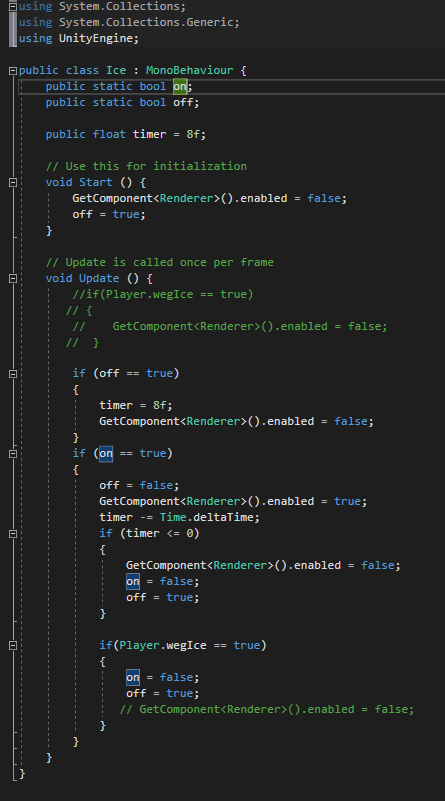 using System.Collections;
using System.Collections.Generic;
using UnityEngine;

public class Ice : MonoBehaviour {
    public static bool on;
    public static bool off;

    public float timer = 8f;

    // Use this for initialization
    void Start () {
        GetComponent<Renderer>().enabled = false;
        off = true;
    }

    // Update is called once per frame
    void Update () {
        //if(Player.wegIce == true)
       // {
        //    GetComponent<Renderer>().enabled = false;
       //  }

        if (off == true)
        {
            timer = 8f;
            GetComponent<Renderer>().enabled = false;
        }
        if (on == true)
        {
            off = false;
            GetComponent<Renderer>().enabled = true;
            timer -= Time.deltaTime;
            if (timer <= 0)
            {
                GetComponent<Renderer>().enabled = false;
                on = false;
                off = true;
            }

            if(Player.wegIce == true)
            {
                on = false;
                off = true;
               // GetComponent<Renderer>().enabled = false;
            }
        }
    }
}